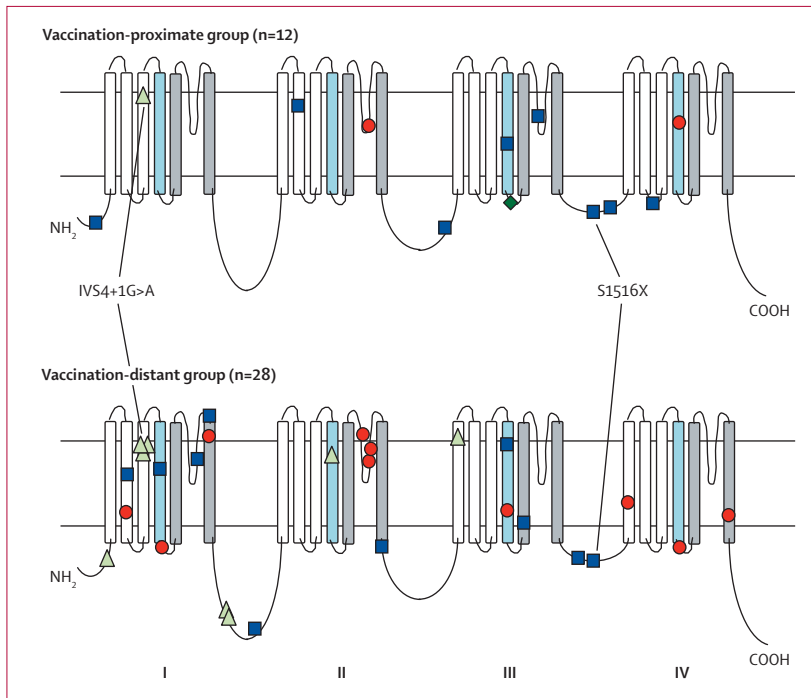 Vaccination-proximate group (n=12)
NH2
IVS4+1G>A
S1516X
COOH
Vaccination-distant group (n=28)
NH2
COOH
I II III IV